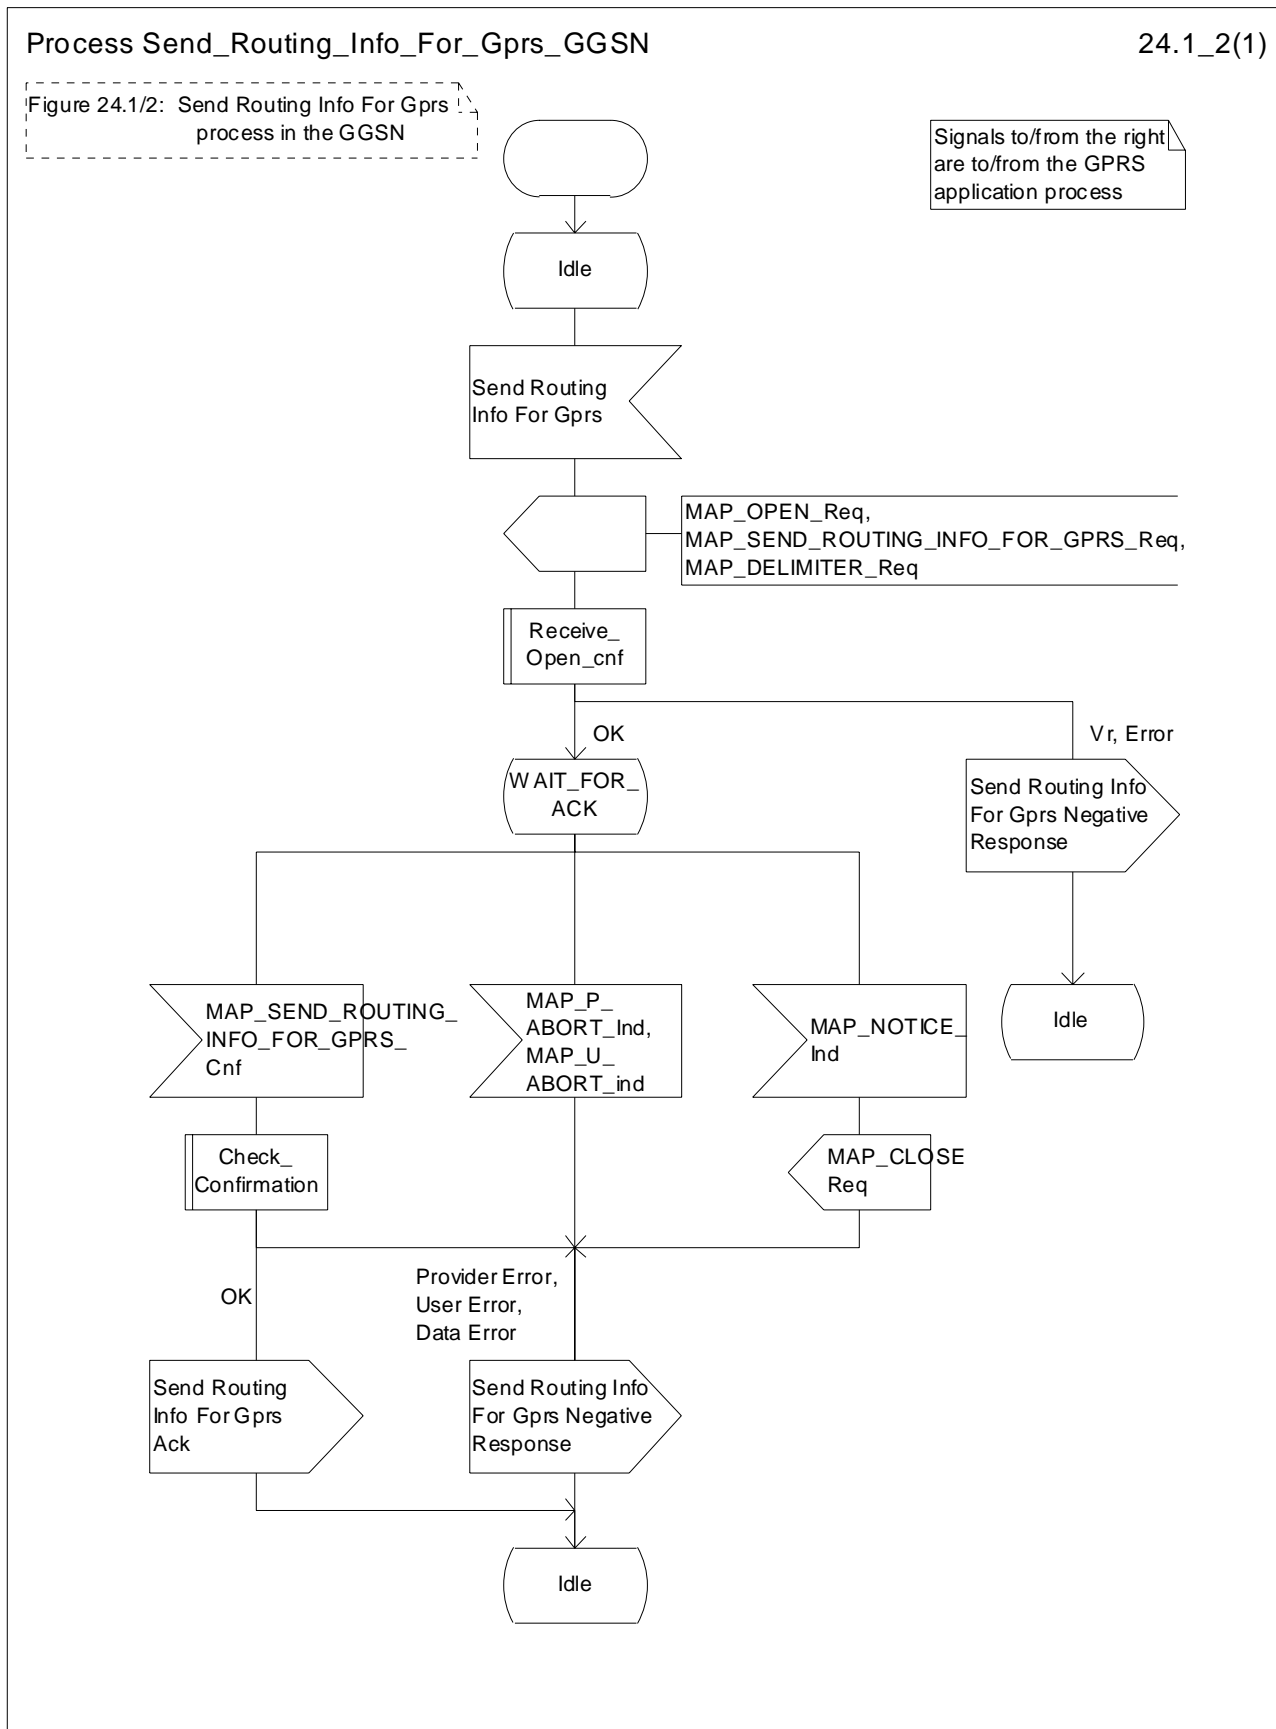 Process Send_Routing_Info_For_Gprs_GGSN
24.1_2(1)
Figure 24.1/2: Send Routing Info For Gprs
process in the GGSN
Signals to/from the right
are to/from the GPRS
application process
Idle
Send Routing
Info For Gprs
MAP_OPEN_Req,
MAP_SEND_ROUTING_INFO_FOR_GPRS_Req,
MAP_DELIMITER_Req
Receive_
Open_cnf
OK
Vr, Error
WAIT_FOR_
ACK
Send Routing Info
For Gprs Negative
Response
MAP_SEND_ROUTING_
INFO_FOR_GPRS_
Cnf
MAP_P_
ABORT_Ind,
MAP_U_
ABORT_ind
MAP_NOTICE_
Ind
Idle
Check_
Confirmation
MAP_CLOSE
Req
OK
Provider Error,
User Error,
Data Error
Send Routing
Info For Gprs
Ack
Send Routing Info
For Gprs Negative
Response
Idle